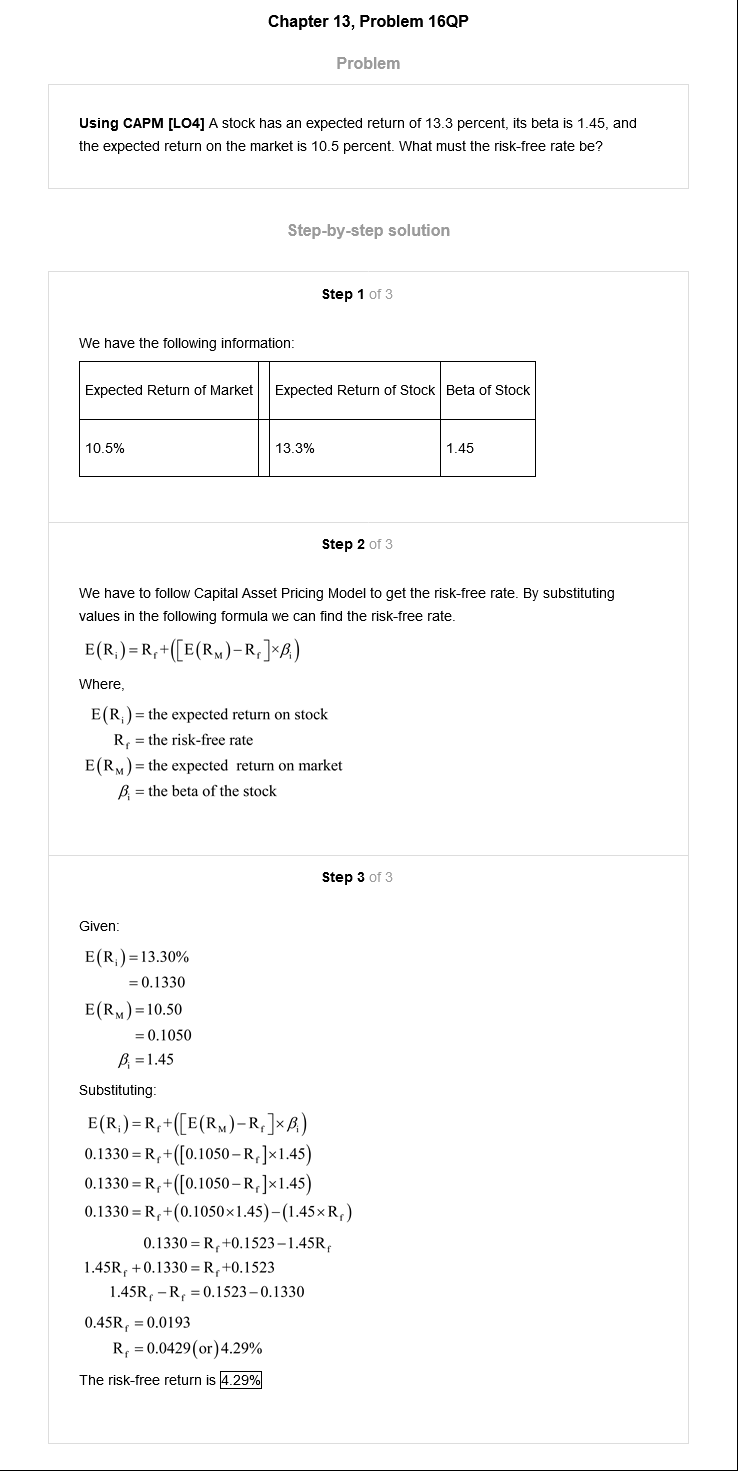 Chapter 13, Problem 16QP
Problem
Using CAPM [LO4] A stock has an expected return of 13.3 percent, its beta is 1.45, and
the expected return on the market is 10.5 percent. What must the risk-free rate be?
Step-by-step solution
Step 1 of 3
We have the following information:
Expected Return of Market Expected Return of Stock Beta of Stock
10.5% 13.3% 1.45
Step 2 of 3
We have to follow Capital Asset Pricing Model to get the risk-free rate. By substituting
values in the following formula we can find the risk-free rate.
E(R_i)=R_f+([E(R_M)−R_f]×β_i)
Where,
E(R_i)= the expected return on stock
R_f = the risk-free rate
E(R_M)= the expected return on market
β_i = the beta of the stock
Step 3 of 3
Given:
E(R_i)=13.30%
=0.1330
E(R_M)=10.50
=0.1050
β_i =1.45
Substituting:
E(R_i)=R_f+([E(R_M)−R_f]×β_i)
0.1330=R_f+([0.1050−R_f]×1.45)
0.1330=R_f+([0.1050−R_f]×1.45)
0.1330=R_f+(0.1050×1.45)−(1.45×R_f)
0.1330=R_f+0.1523−1.45R_f
1.45R_f+0.1330=R_f+0.1523
1.45R_f−R_f=0.1523−0.1330
0.45R_f=0.0193
R_f=0.0429(or)4.29%
The risk-free return is 4.29%